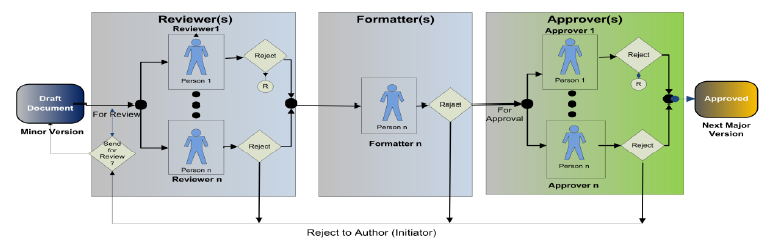 Reviewer(s)
Formatter(s)
Approver(s)
Reviewer1
Approver 1
Reject
Reject
Person 1
Person 1
R
R
Draft
Document
Person n
Reject
Approved
For Review
For
Approval
Minor Version
Next Major
Version
Send
for
Review
?
Person n
Reject
Formatter n
Person n
Reject
Reviewer n
Approver n
Reject to Author (Initiator)